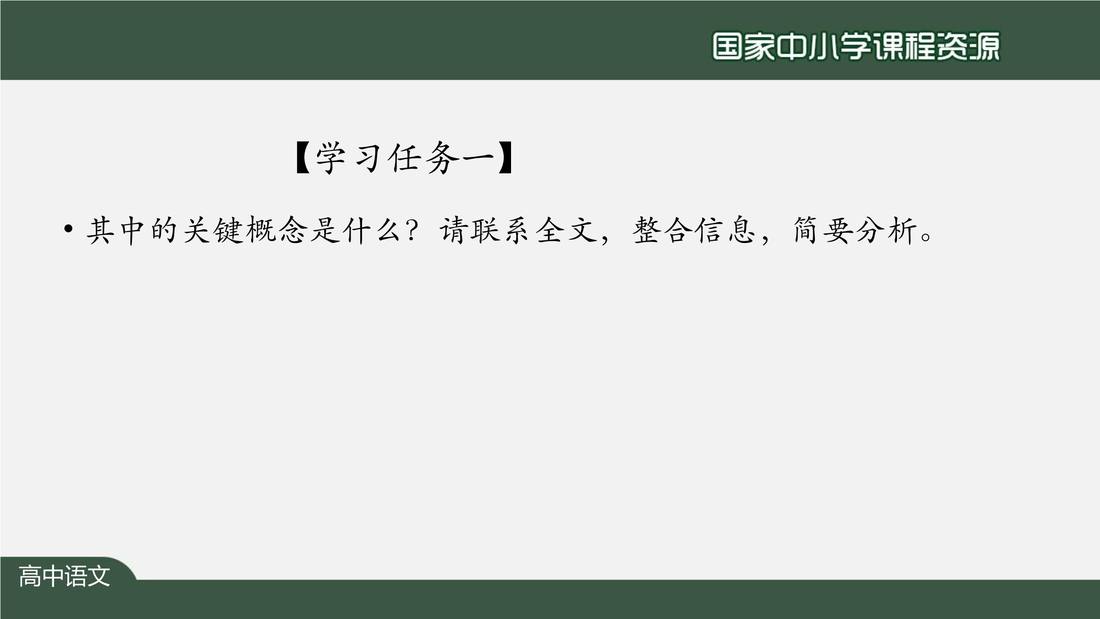 国家中小学课程资源
【学习任务一】
• 其中的关键概念是什么？请联系全文，整合信息，简要分析。
高中语文